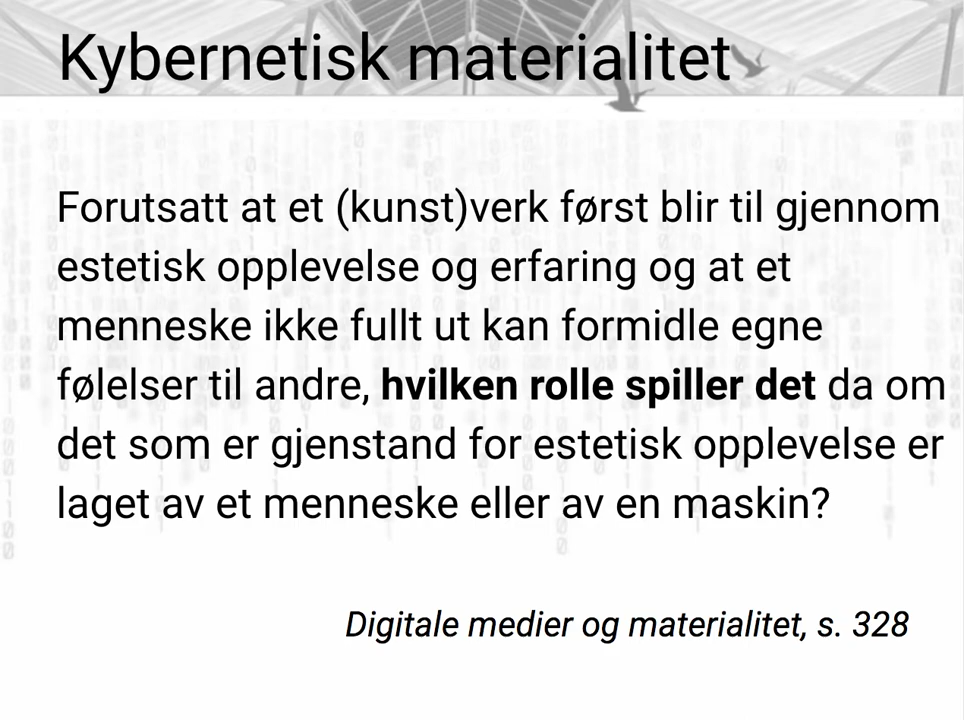 Kybernetisk materialitet
Forutsatt at et (kunst)verk først blir til gjennom
estetisk opplevelse og erfaring og at et
menneske ikke fullt ut kan formidle egne
følelser til andre, hvilken rolle spiller det da om
det som er gjenstand for estetisk opplevelse er
laget av et menneske eller av en maskin?
Digitale medier og materialitet, s. 328